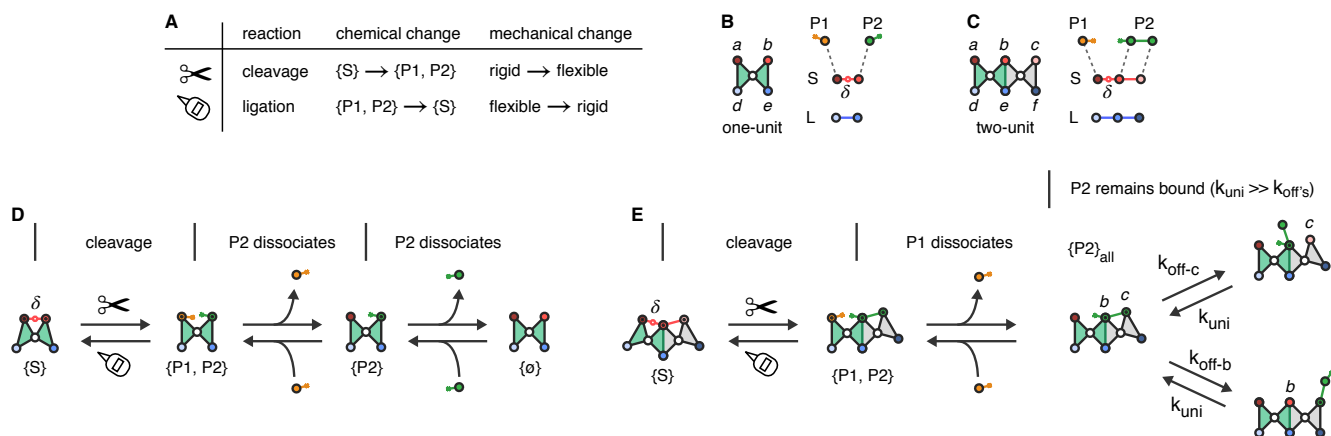 A
reaction chemical change mechanical change
cleavage {S} → {P1, P2} rigid → flexible
ligation {P1, P2} → {S} flexible → rigid
B
P1 P2
a b
S
δ
d e
L
one-unit
C
P1 P2
a b c
S
δ
d e f
L
two-unit
D
cleavage P2 dissociates P2 dissociates
δ
{S} {P1, P2} {P2} {ø}
E
cleavage P1 dissociates P2 remains bound (kuni >> koff's)
δ
{S} {P1, P2}
{P2}all
b c
koff-c
kuni
c
koff-b
kuni
b